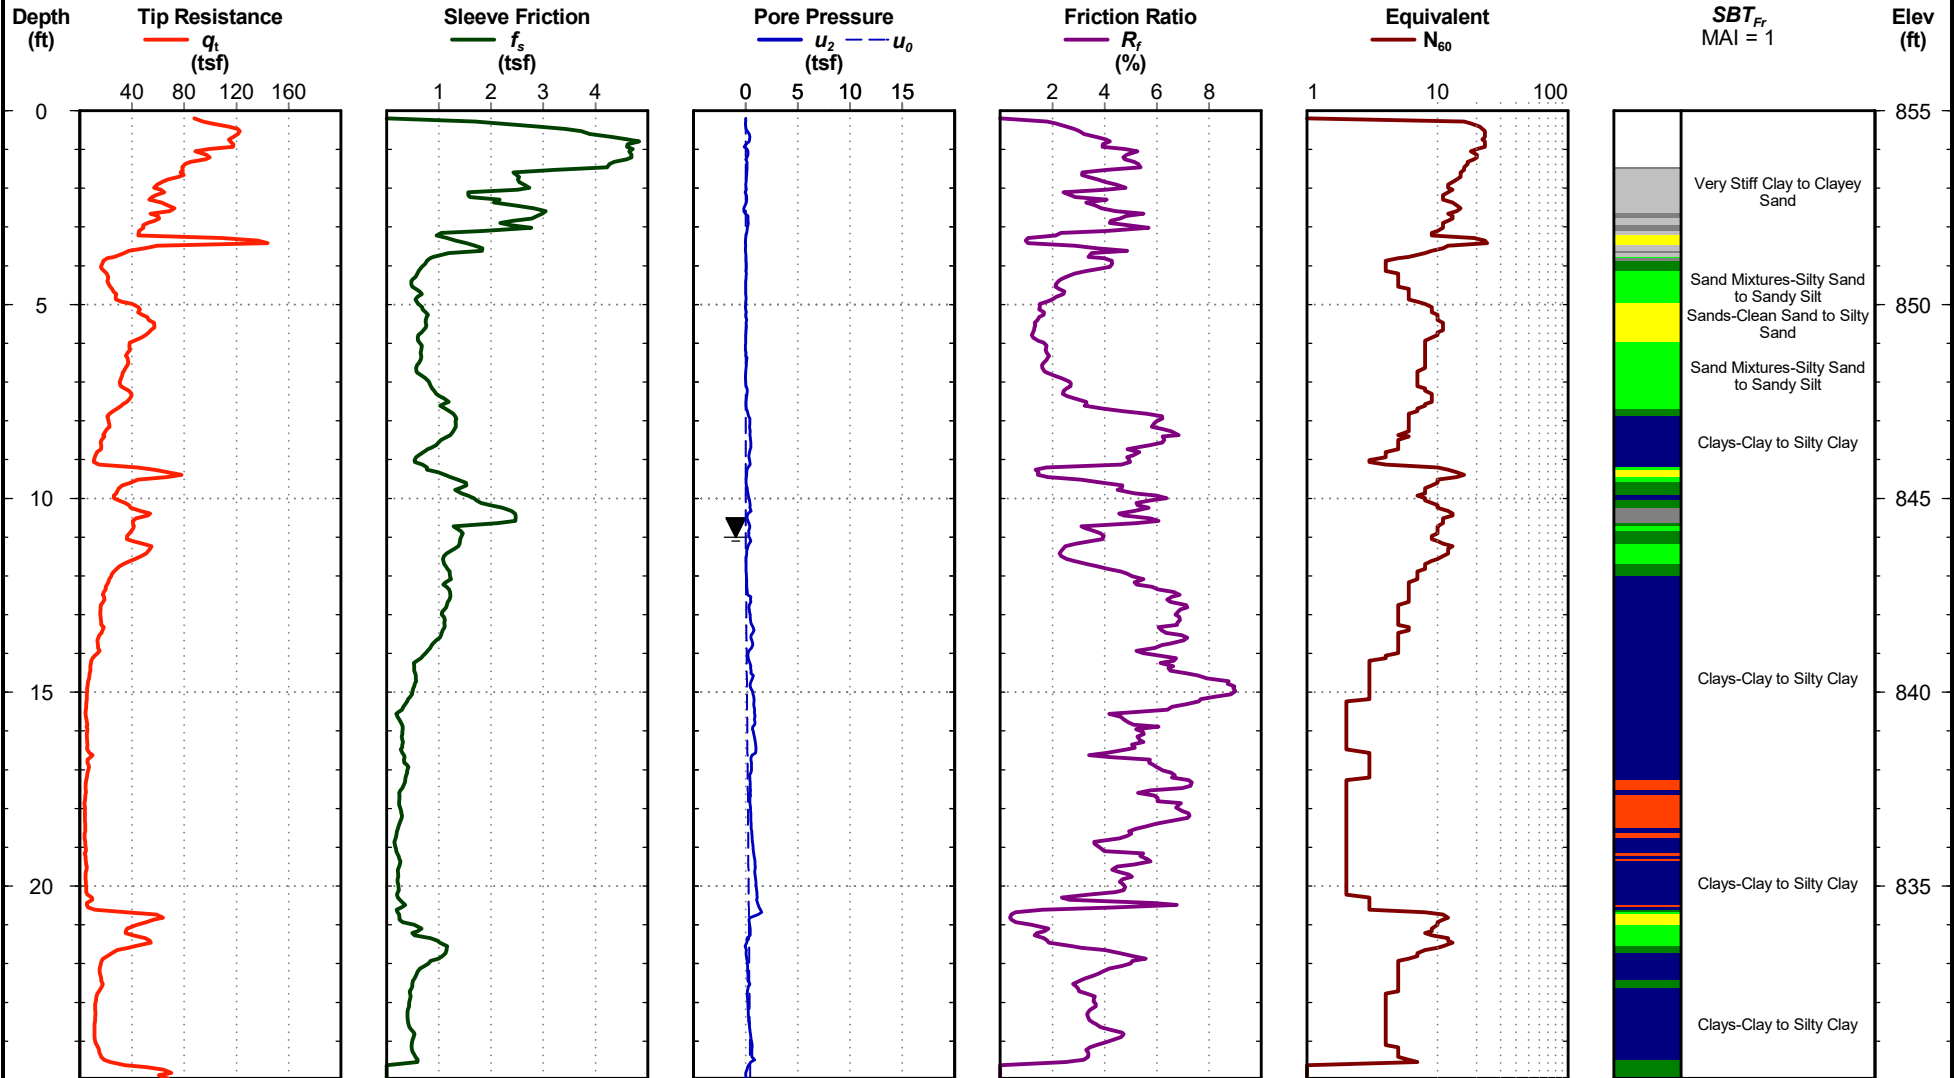 Depth
(ft)
Tip Resistance
qt
(tsf)
Sleeve Friction
fs
(tsf)
Pore Pressure
u2 u0
(tsf)
Friction Ratio
Rf
(%)
Equivalent
N60
SBTFr
MAI = 1
Elev
(ft)
40 80 120 160
1 2 3 4
0 5 10 15
2 4 6 8
1 10 100
0
5
10
15
20
Very Stiff Clay to Clayey
Sand
Sand Mixtures-Silty Sand
to Sandy Silt
Sands-Clean Sand to Silty
Sand
Sand Mixtures-Silty Sand
to Sandy Silt
Clays-Clay to Silty Clay
Clays-Clay to Silty Clay
Clays-Clay to Silty Clay
Clays-Clay to Silty Clay
855
850
845
840
835